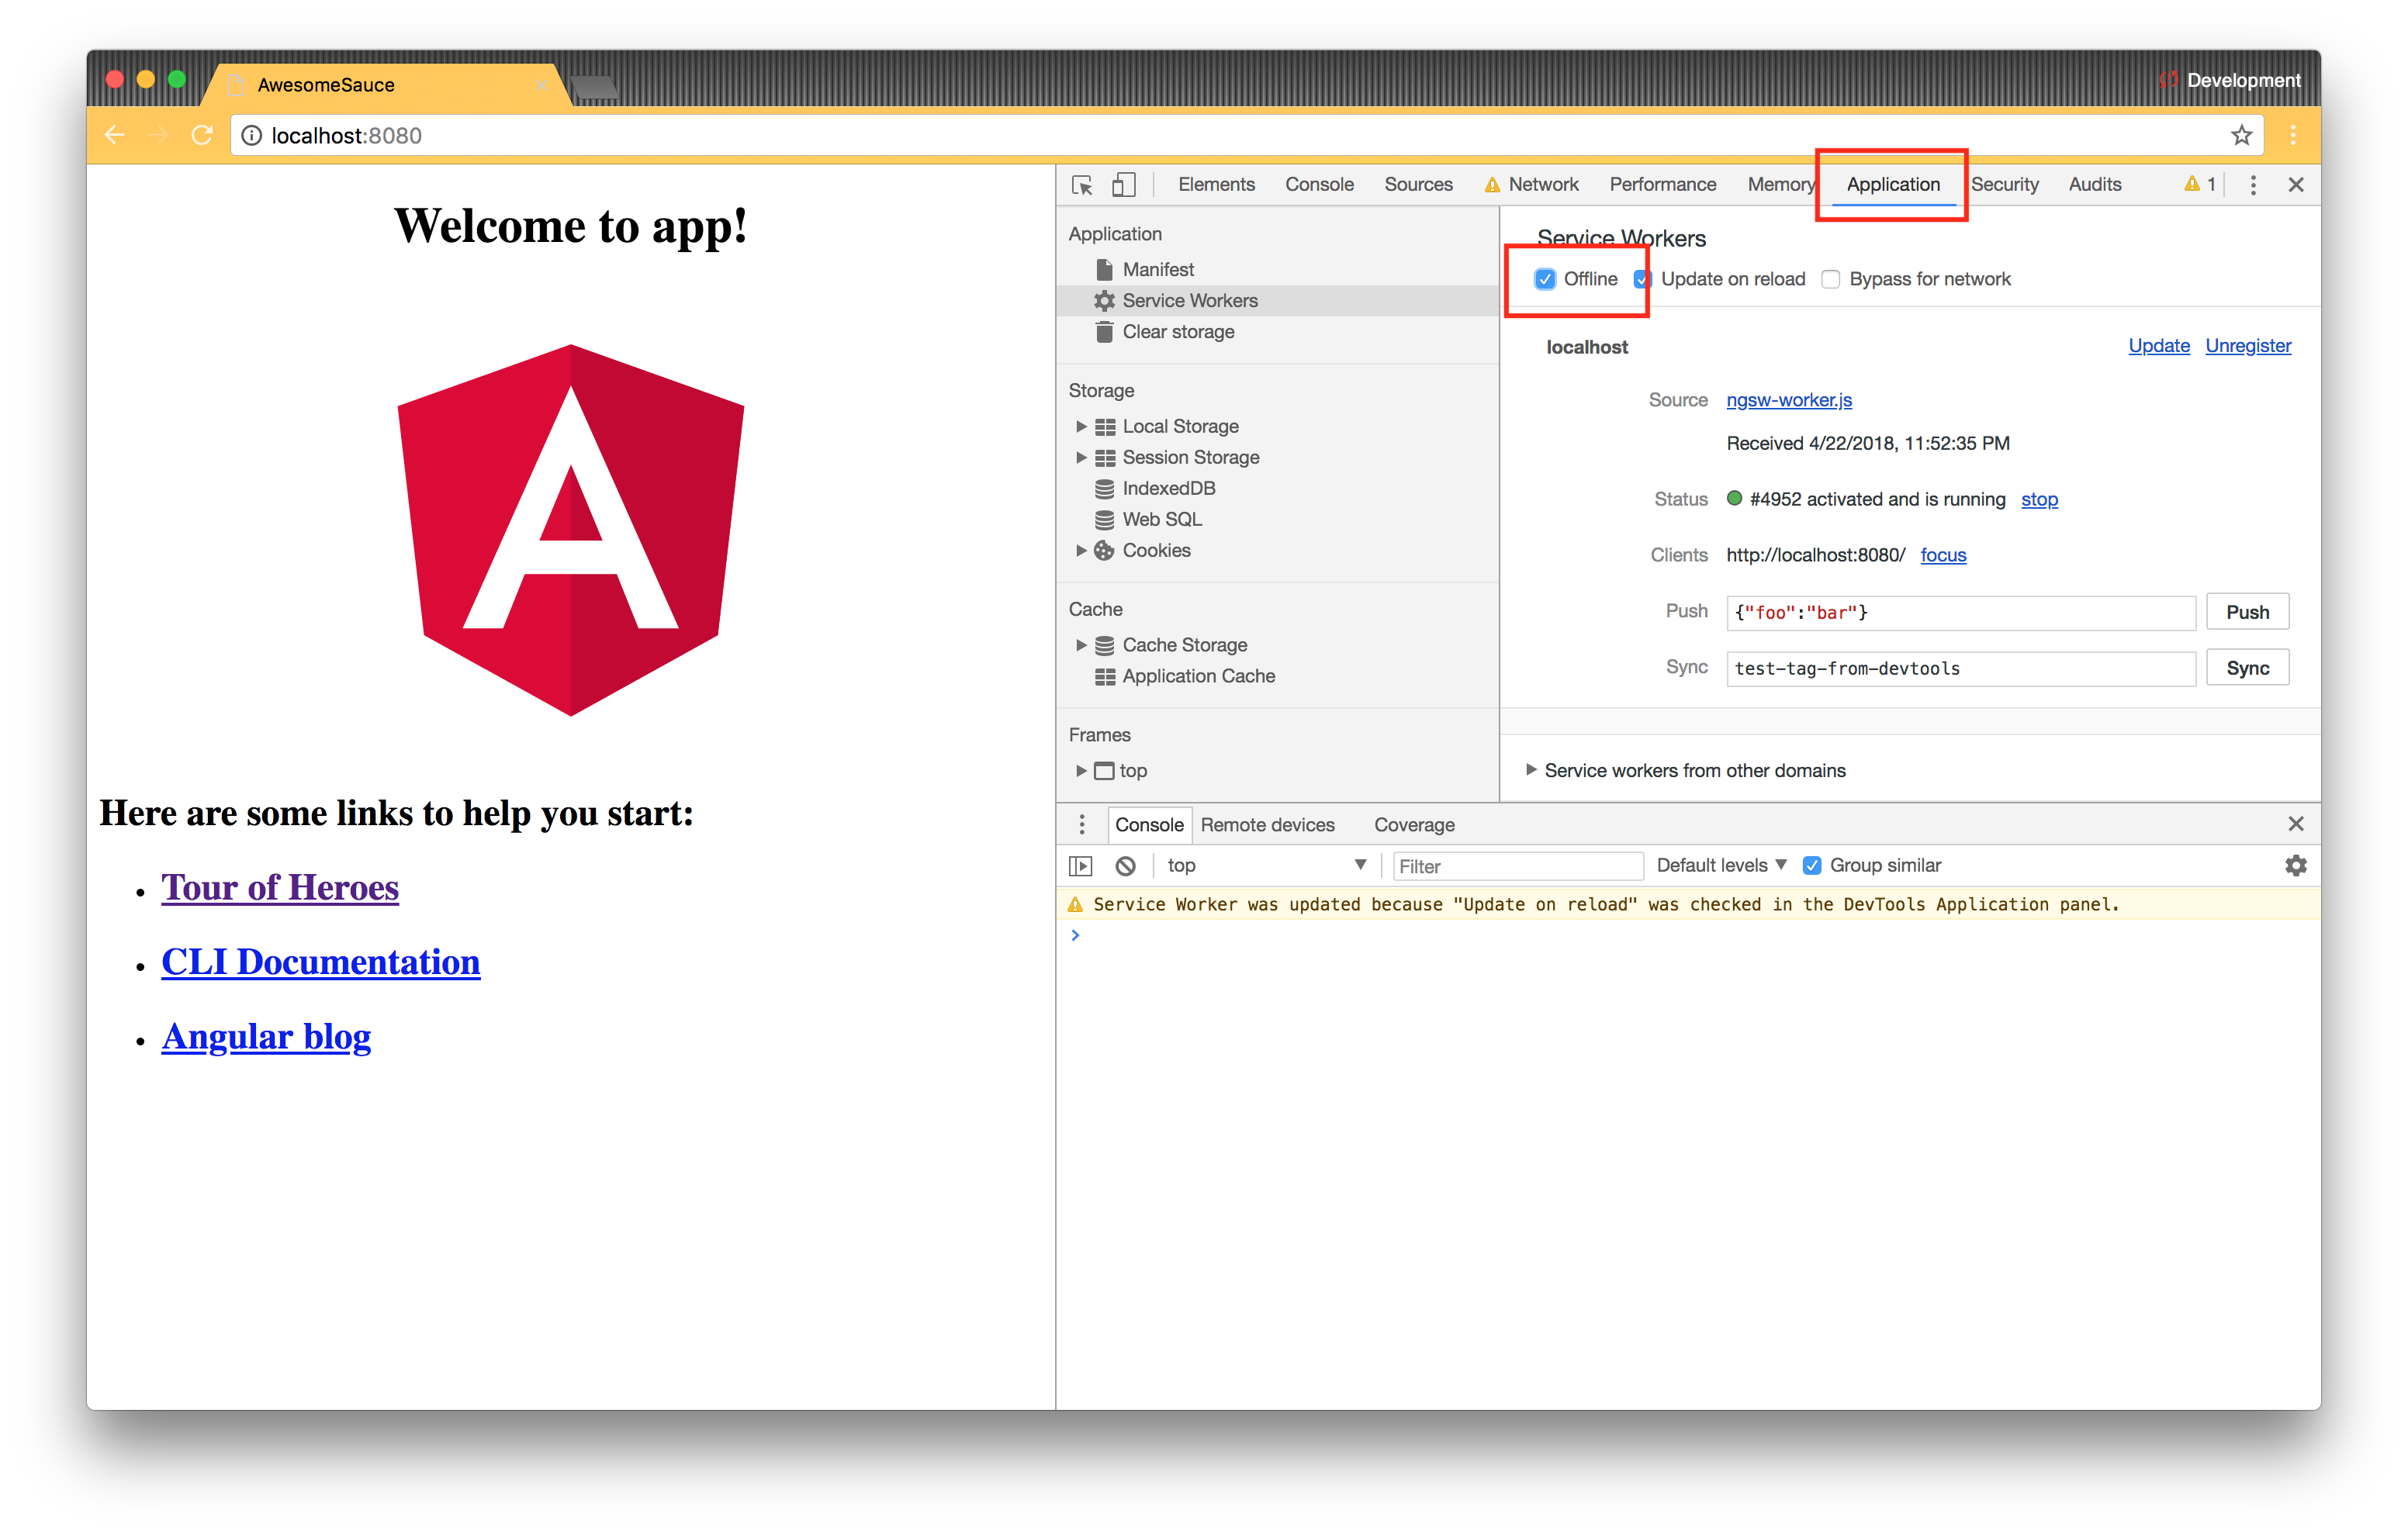 AwesomeSauce
Development
localhost:8080
Welcome to app!
Here are some links to help you start:
Tour of Heroes
CLI Documentation
Angular blog
Elements Console Sources Network Performance Memory Application Security Audits 1
Application
Manifest
Service Workers
Clear storage
Storage
Local Storage
Session Storage
IndexedDB
Web SQL
Cookies
Cache
Cache Storage
Application Cache
Frames
top
Service Workers
Offline Update on reload Bypass for network
localhost Update Unregister
Source ngsw-worker.js
Received 4/22/2018, 11:52:35 PM
Status #4952 activated and is running stop
Clients http://localhost:8080/ focus
Push {"foo":"bar"} Push
Sync test-tag-from-devtools Sync
Service workers from other domains
Console Remote devices Coverage
top Filter Default levels Group similar
Service Worker was updated because "Update on reload" was checked in the DevTools Application panel.